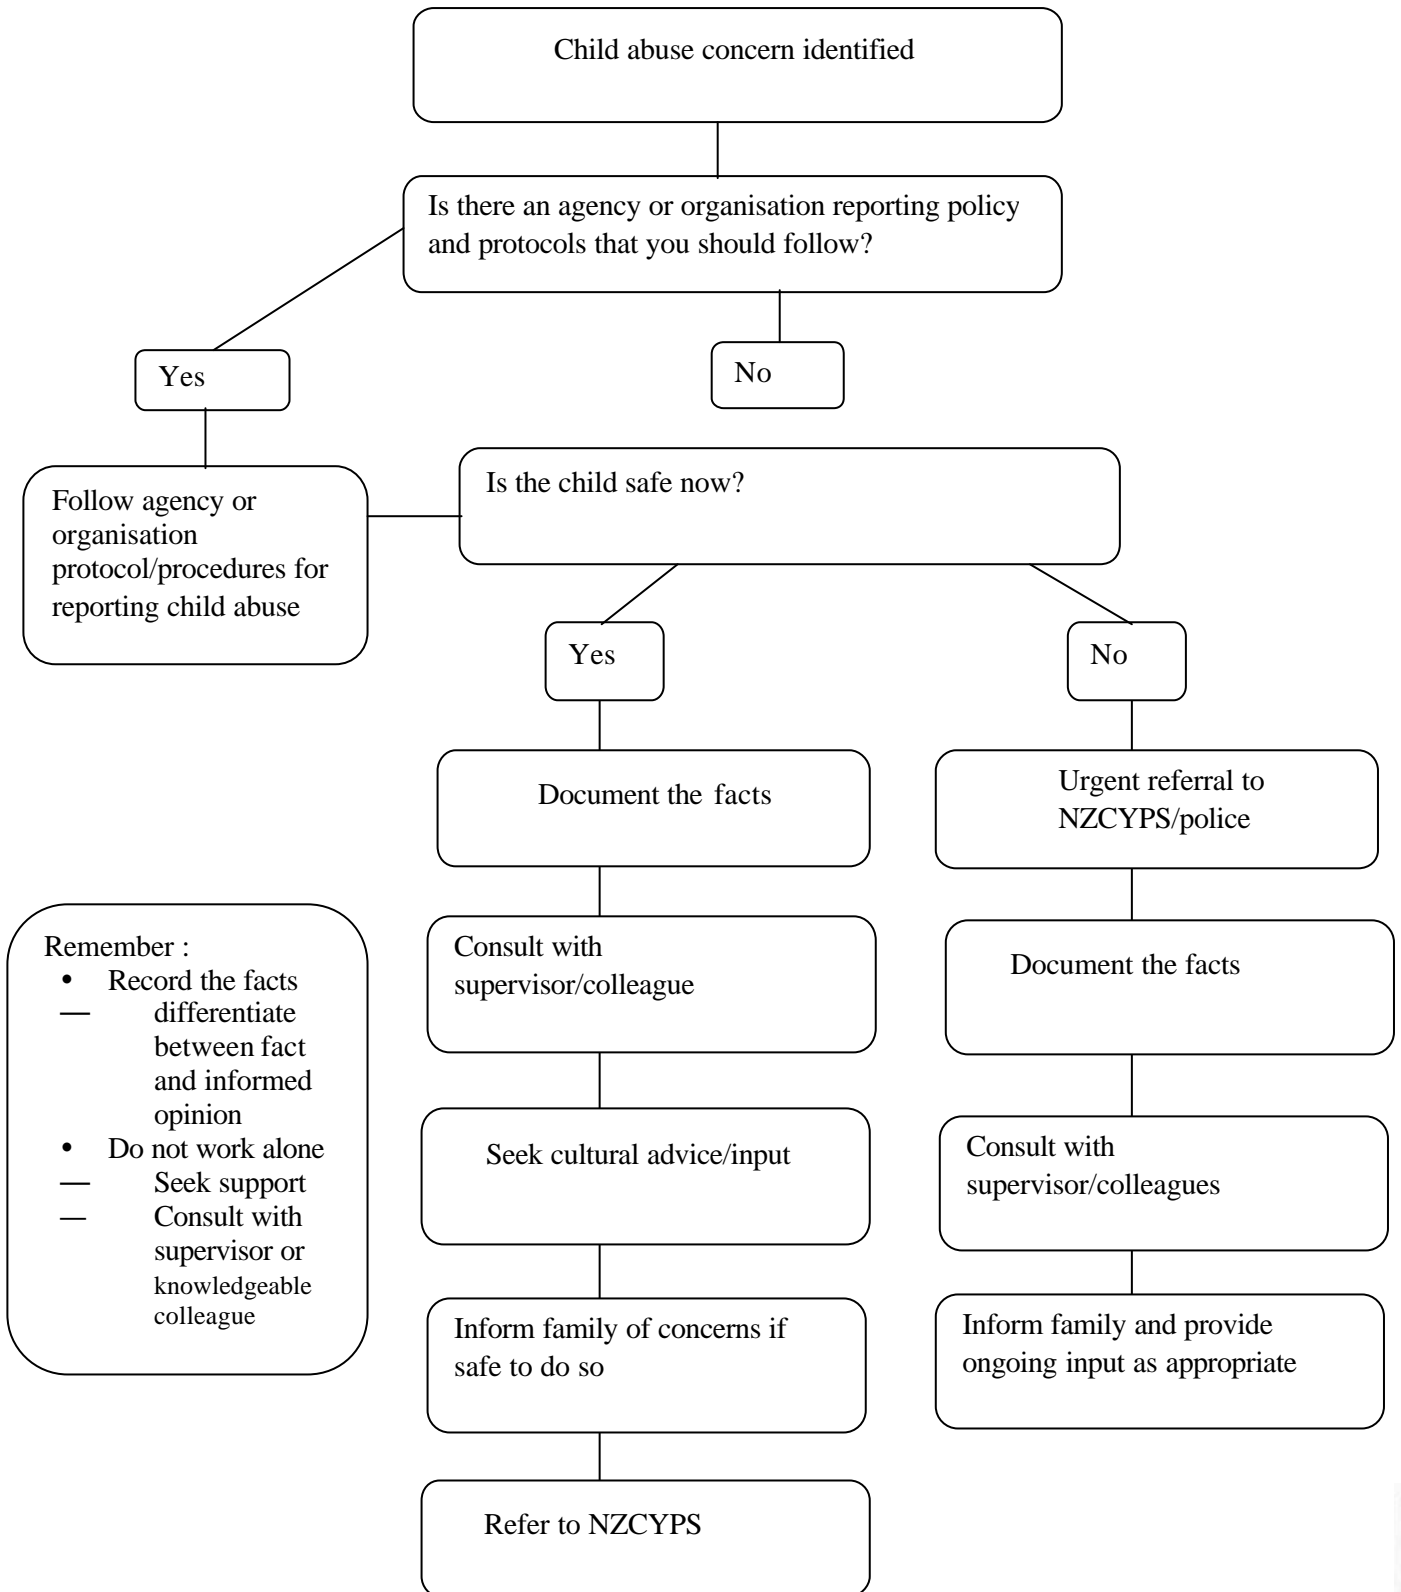 Child abuse concern identified
Is there an agency or organisation reporting policy
and protocols that you should follow?
Yes
No
Follow agency or
organisation
protocol/procedures for
reporting child abuse
Is the child safe now?
Yes
No
Document the facts
Urgent referral to
NZCYPS/police
Consult with
supervisor/colleague
Document the facts
Remember :
• Record the facts
— differentiate
between fact
and informed
opinion
• Do not work alone
— Seek support
— Consult with
supervisor or
knowledgeable
colleague
Seek cultural advice/input
Consult with
supervisor/colleagues
Inform family of concerns if
safe to do so
Inform family and provide
ongoing input as appropriate
Refer to NZCYPS